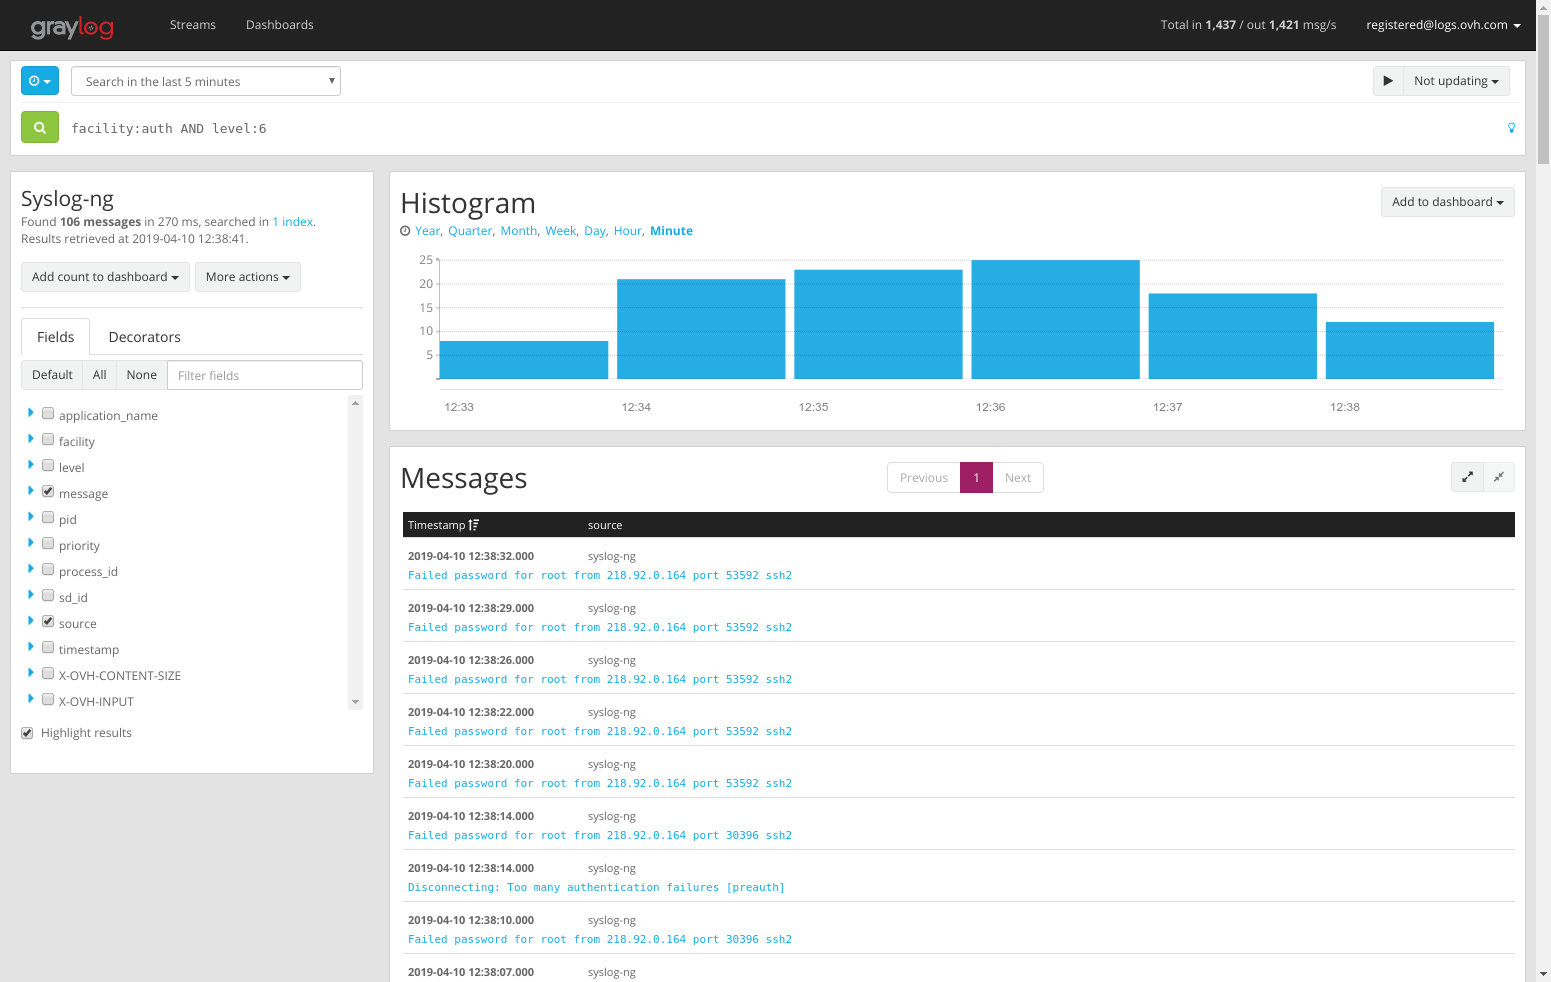 graylog Streams Dashboards Total in 1,437 / out 1,421 msg/s registered@logs.ovh.com
Search in the last 5 minutes Not updating
facility:auth AND level:6
Syslog-ng
Found 106 messages in 270 ms, searched in 1 index.
Results retrieved at 2019-04-10 12:38:41.
Add count to dashboard More actions
Fields Decorators
Default All None Filter fields
application_name
facility
level
message
pid
priority
process_id
sd_id
source
timestamp
X-OVH-CONTENT-SIZE
X-OVH-INPUT
Highlight results
Histogram Add to dashboard
Year, Quarter, Month, Week, Day, Hour, Minute
25
20
15
10
5
12:33 12:34 12:35 12:36 12:37 12:38
Messages Previous 1 Next
Timestamp source
2019-04-10 12:38:32.000 syslog-ng
Failed password for root from 218.92.0.164 port 53592 ssh2
2019-04-10 12:38:29.000 syslog-ng
Failed password for root from 218.92.0.164 port 53592 ssh2
2019-04-10 12:38:26.000 syslog-ng
Failed password for root from 218.92.0.164 port 53592 ssh2
2019-04-10 12:38:22.000 syslog-ng
Failed password for root from 218.92.0.164 port 53592 ssh2
2019-04-10 12:38:20.000 syslog-ng
Failed password for root from 218.92.0.164 port 53592 ssh2
2019-04-10 12:38:14.000 syslog-ng
Failed password for root from 218.92.0.164 port 30396 ssh2
2019-04-10 12:38:14.000 syslog-ng
Disconnecting: Too many authentication failures [preauth]
2019-04-10 12:38:10.000 syslog-ng
Failed password for root from 218.92.0.164 port 30396 ssh2
2019-04-10 12:38:07.000 syslog-ng